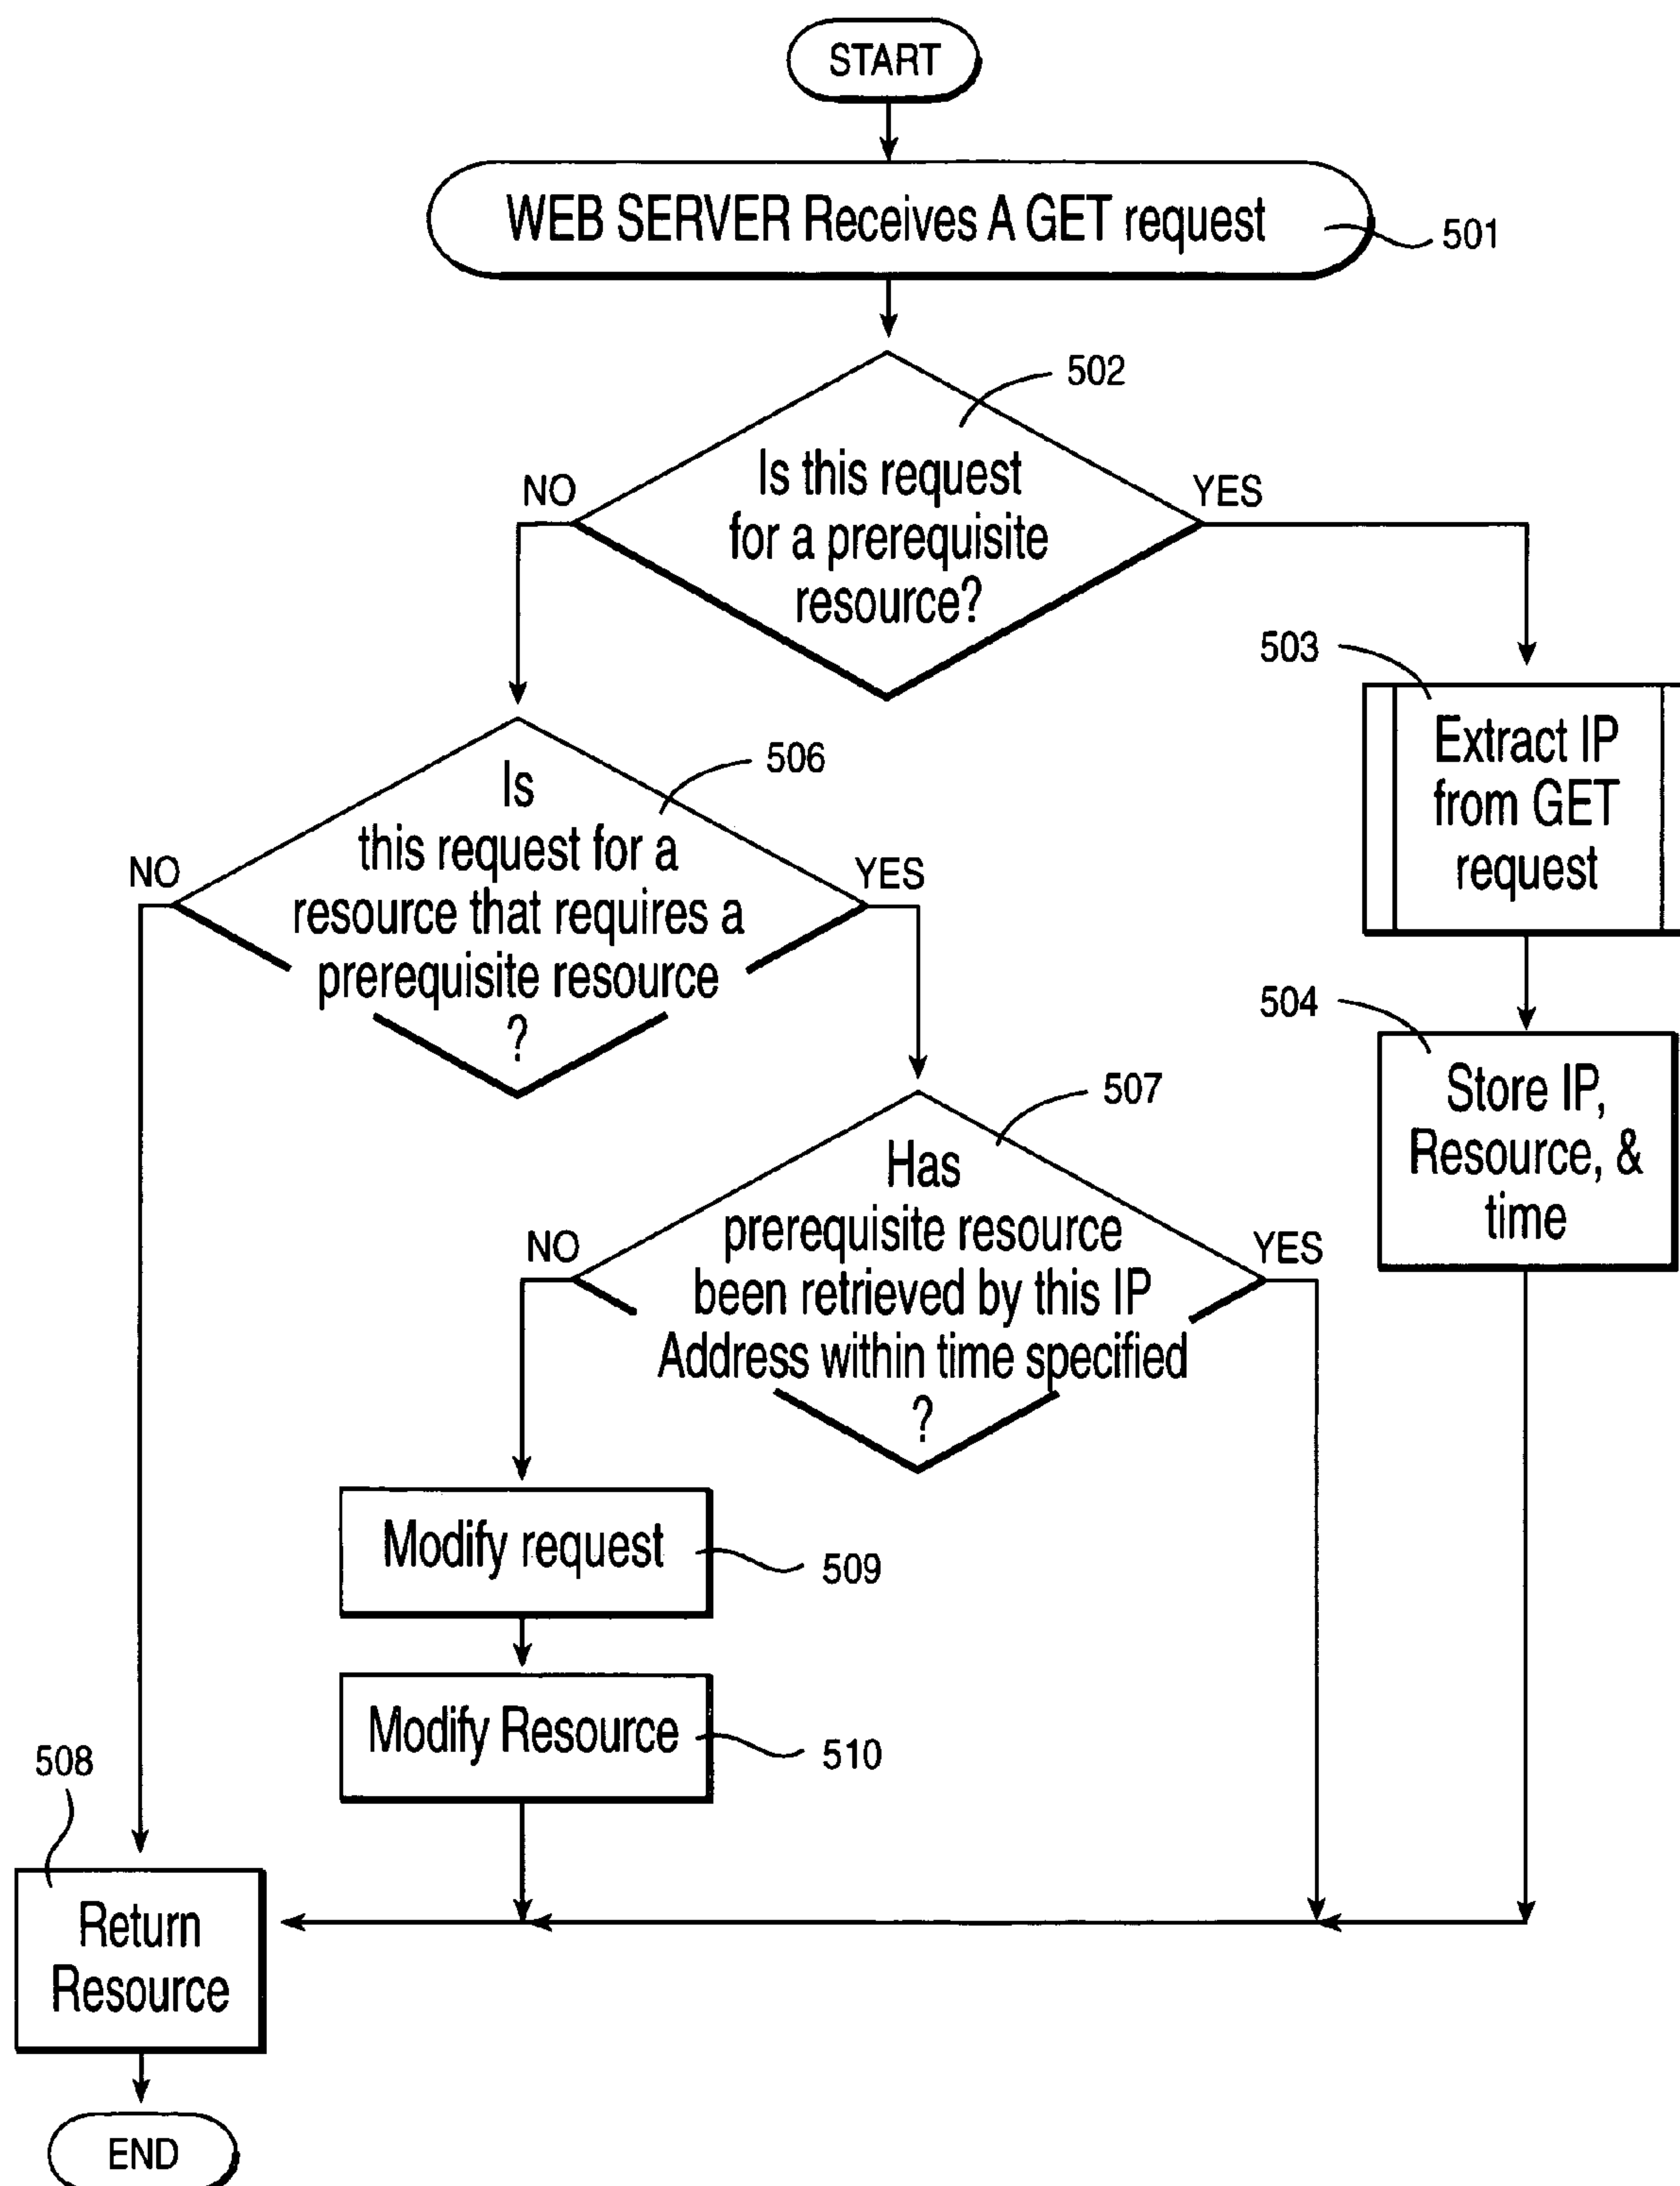 START
WEB SERVER Receives A GET request
501
502
Is this request
for a prerequisite
resource?
NO
YES
503
Extract IP
from GET
request
506
Is
this request for a
resource that requires a
prerequisite resource
?
NO
YES
504
Store IP,
Resource, &
time
507
Has
prerequisite resource
been retrieved by this IP
Address within time specified
?
NO
YES
Modify request
509
Modify Resource
510
508
Return
Resource
END